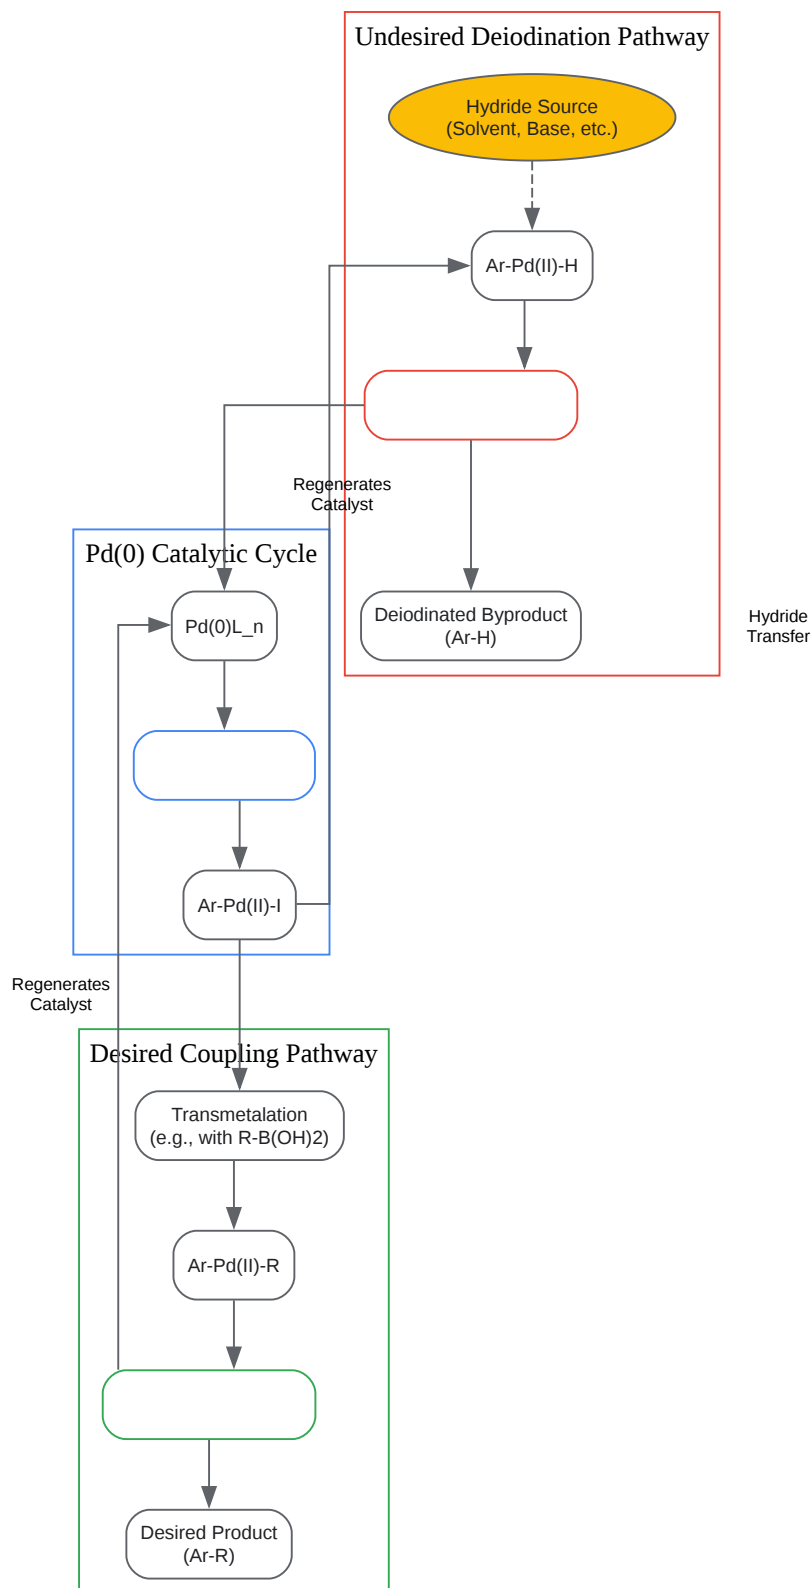 Undesired Deiodination Pathway
Hydride Source
(Solvent, Base, etc.)
Ar-Pd(II)-H
Regenerates
Catalyst
Pd(0) Catalytic Cycle
Pd(0)L_n
Deiodinated Byproduct
(Ar-H)
Hydride
Transfer
Ar-Pd(II)-I
Regenerates
Catalyst
Desired Coupling Pathway
Transmetalation
(e.g., with R-B(OH)2)
Ar-Pd(II)-R
Desired Product
(Ar-R)